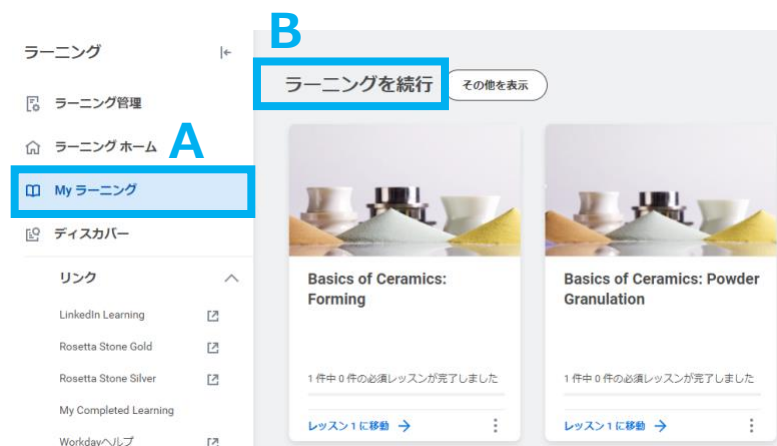 ラーニング
ラーニング管理
ラーニング ホーム
A
My ラーニング
ディスカバー
リンク
LinkedIn Learning
Rosetta Stone Gold
Rosetta Stone Silver
My Completed Learning
Workdayヘルプ
B
ラーニングを続行
その他を表示
Basics of Ceramics:
Forming
1 件中 0 件の必須レッスンが完了しました
レッスン 1 に移動
Basics of Ceramics: Powder
Granulation
1 件中 0 件の必須レッスンが完了しました
レッスン 1 に移動